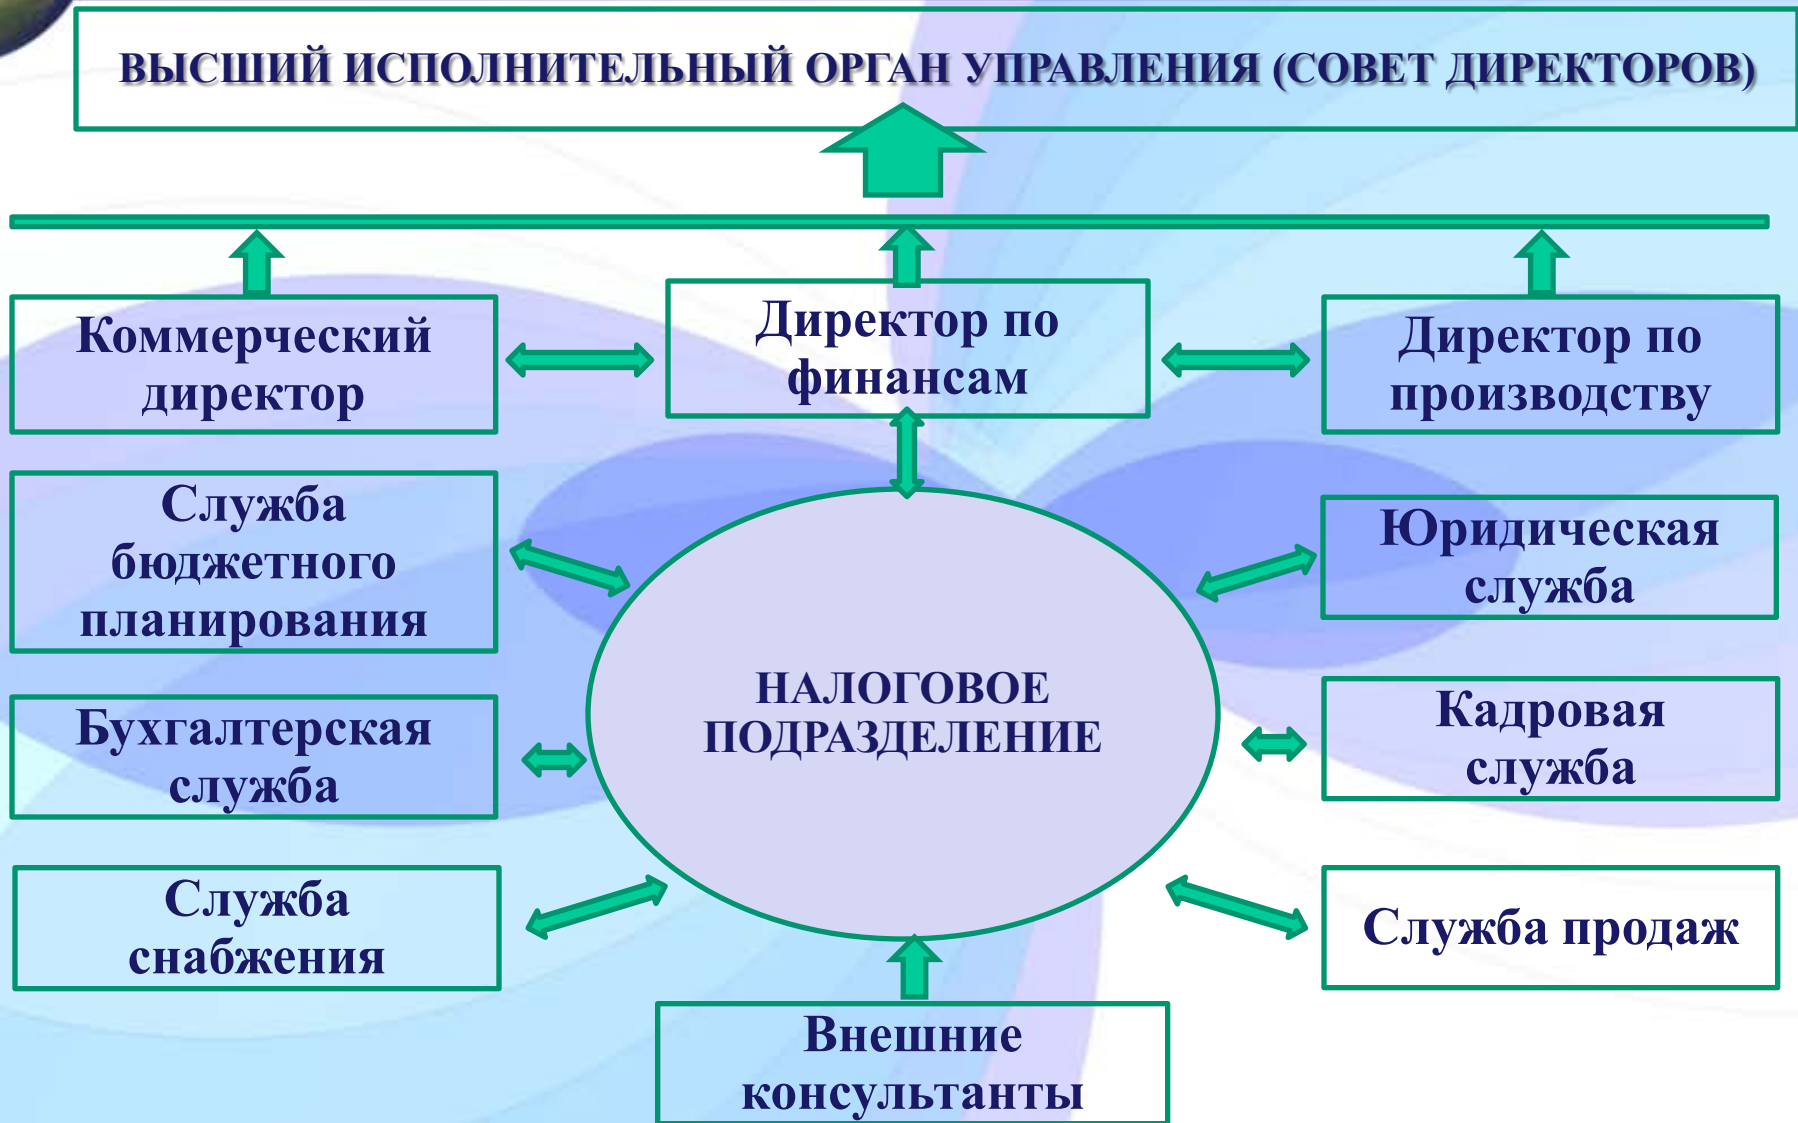 ВЫСШИЙ ИСПОЛНИТЕЛЬНЫЙ ОРГАН УПРАВЛЕНИЯ (СОВЕТ ДИРЕКТОРОВ)
Коммерческий
директор
Директор по
финансам
Директор по
производству
Служба
бюджетного
планирования
Юридическая
служба
НАЛОГОВОЕ
ПОДРАЗДЕЛЕНИЕ
Бухгалтерская
служба
Кадровая
служба
Служба
снабжения
Служба продаж
Внешние
консультанты